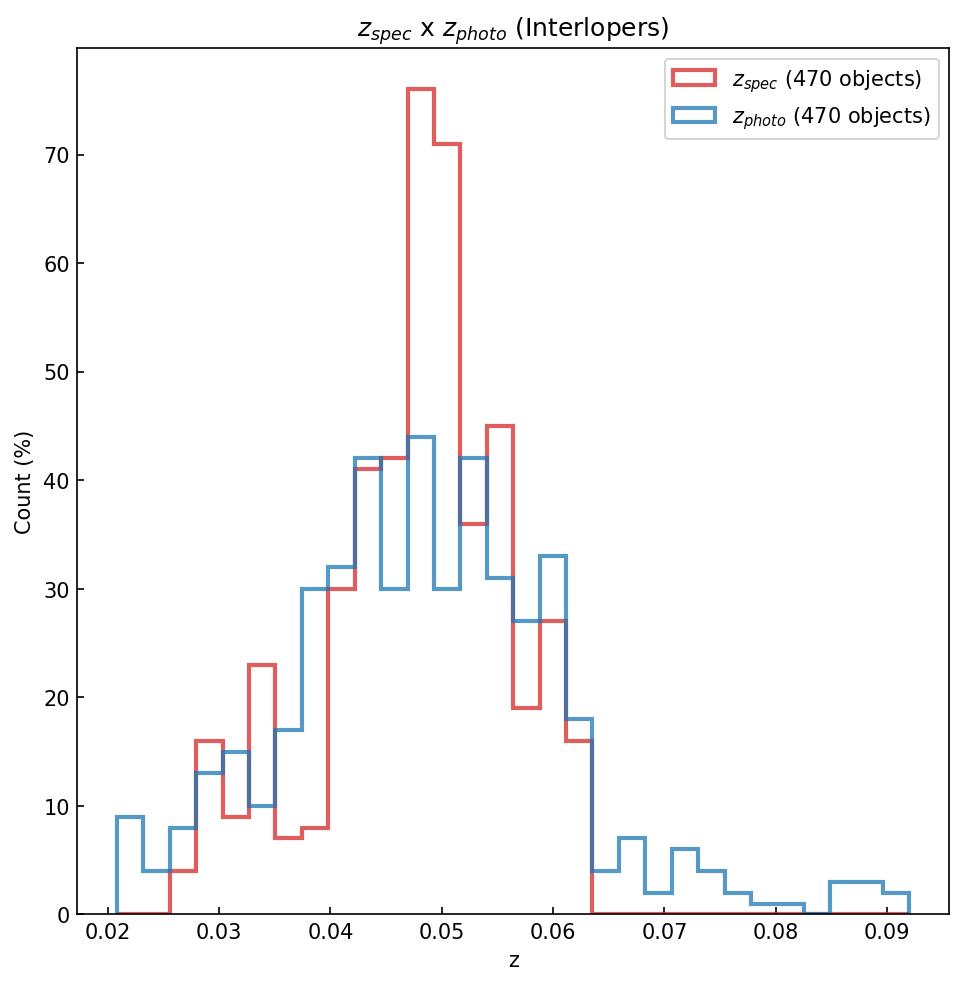 z_spec x z_photo (Interlopers)
z_spec (470 objects)
z_photo (470 objects)
Count (%)
70
60
50
40
30
20
10
0
0.02 0.03 0.04 0.05 0.06 0.07 0.08 0.09
z